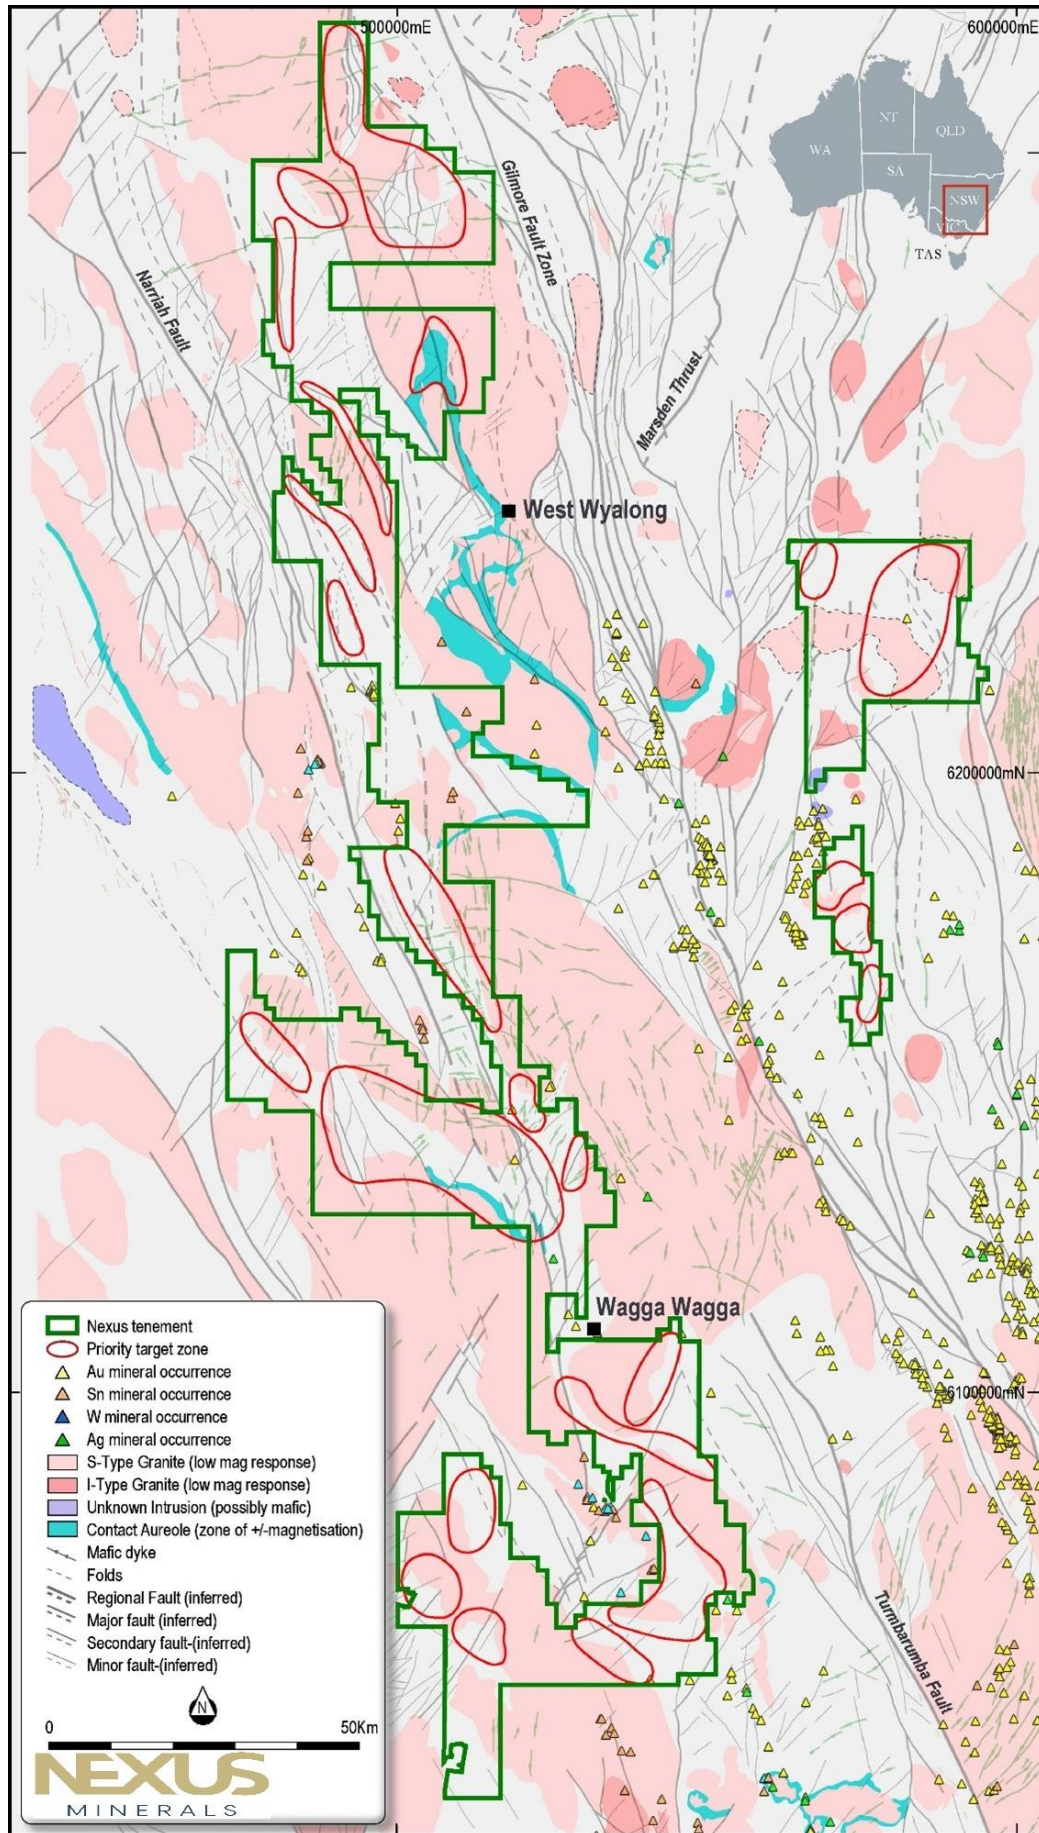 500000mE
600000mE
NT
QLD
WA
SA
NSW
VIC
TAS
Gilmore Fault Zone
Narriah Fault
Marsden Thrust
West Wyalong
6200000mN
Wagga Wagga
6100000mN
Turmbarumba Fault
Nexus tenement
Priority target zone
Au mineral occurrence
Sn mineral occurrence
W mineral occurrence
Ag mineral occurrence
S-Type Granite (low mag response)
I-Type Granite (low mag response)
Unknown Intrusion (possibly mafic)
Contact Aureole (zone of +/-magnetisation)
Mafic dyke
Folds
Regional Fault (inferred)
Major fault (inferred)
Secondary fault-(inferred)
Minor fault-(inferred)
N
0 50Km
NEXUS
MINERALS